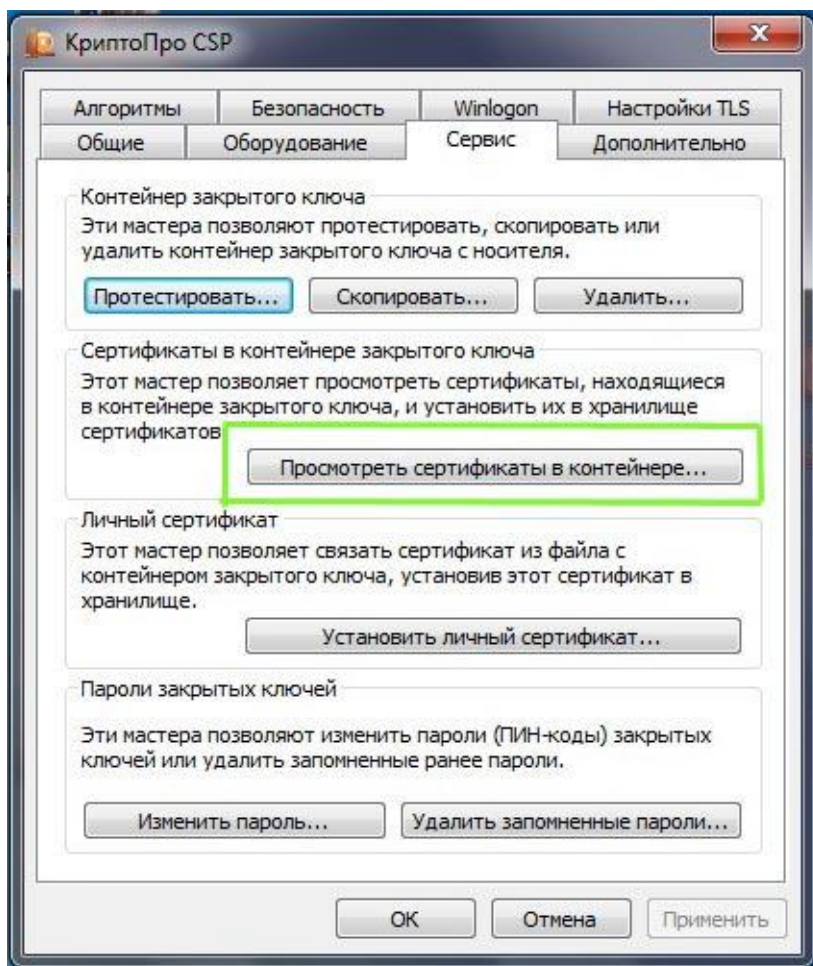 КриптоПро CSP
Алгоритмы Безопасность Winlogon Настройки TLS
Общие Оборудование Сервис Дополнительно
Контейнер закрытого ключа
Эти мастера позволяют протестировать, скопировать или
удалить контейнер закрытого ключа с носителя.
Протестировать... Скопировать... Удалить...
Сертификаты в контейнере закрытого ключа
Этот мастер позволяет просмотреть сертификаты, находящиеся
в контейнере закрытого ключа, и установить их в хранилище
сертификатов
Просмотреть сертификаты в контейнере...
Личный сертификат
Этот мастер позволяет связать сертификат из файла с
контейнером закрытого ключа, установив этот сертификат в
хранилище.
Установить личный сертификат...
Пароли закрытых ключей
Эти мастера позволяют изменить пароли (ПИН-коды) закрытых
ключей или удалить запомненные ранее пароли.
Изменить пароль... Удалить запомненные пароли...
ОК Отмена Применить